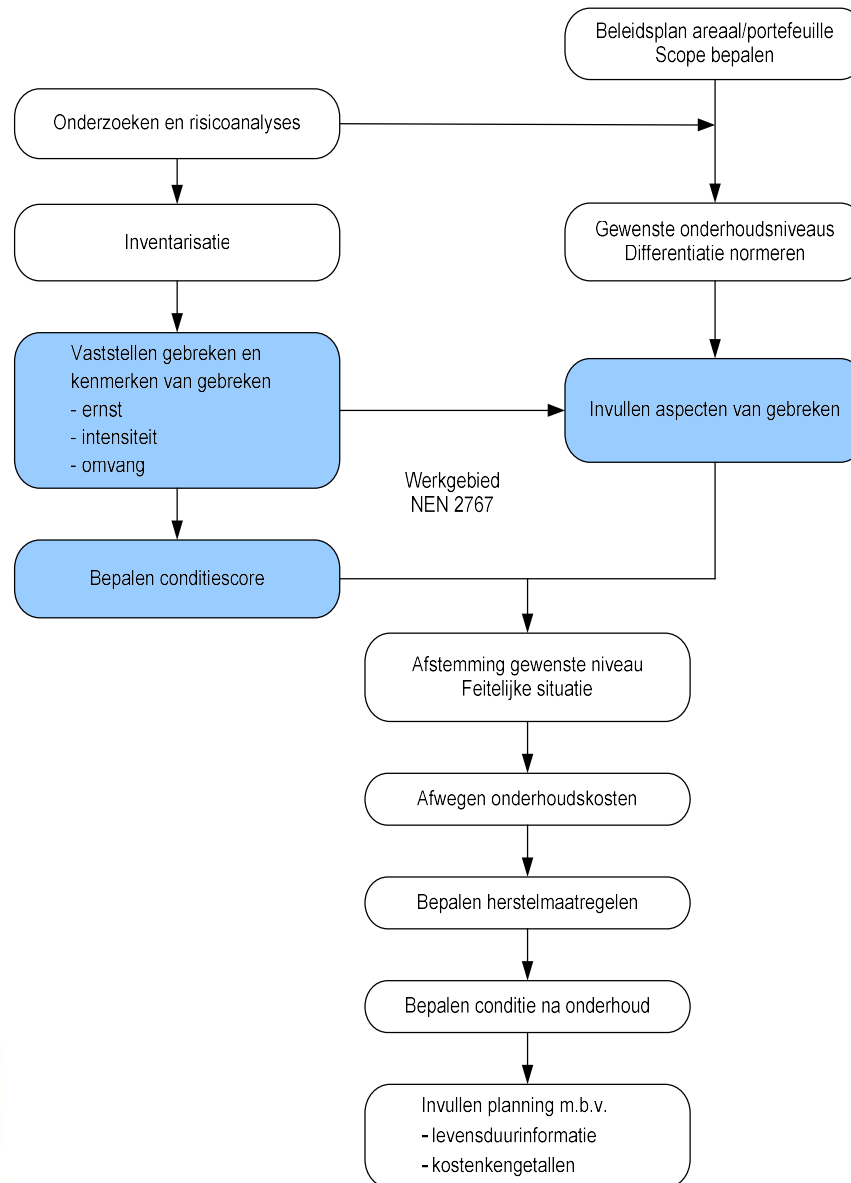 Beleidsplan areaal/portefeuille
Scope bepalen
Onderzoeken en risicoanalyses
Inventarisatie
Gewenste onderhoudsniveaus
Differentiatie normeren
Vaststellen gebreken en
kenmerken van gebreken
- ernst
- intensiteit
- omvang
Invullen aspecten van gebreken
Werkgebied
NEN 2767
Bepalen conditiescore
Afstemming gewenste niveau
Feitelijke situatie
Afwegen onderhoudskosten
Bepalen herstelmaatregelen
Bepalen conditie na onderhoud
Invullen planning m.b.v.
- levensduurinformatie
- kostenkengetallen